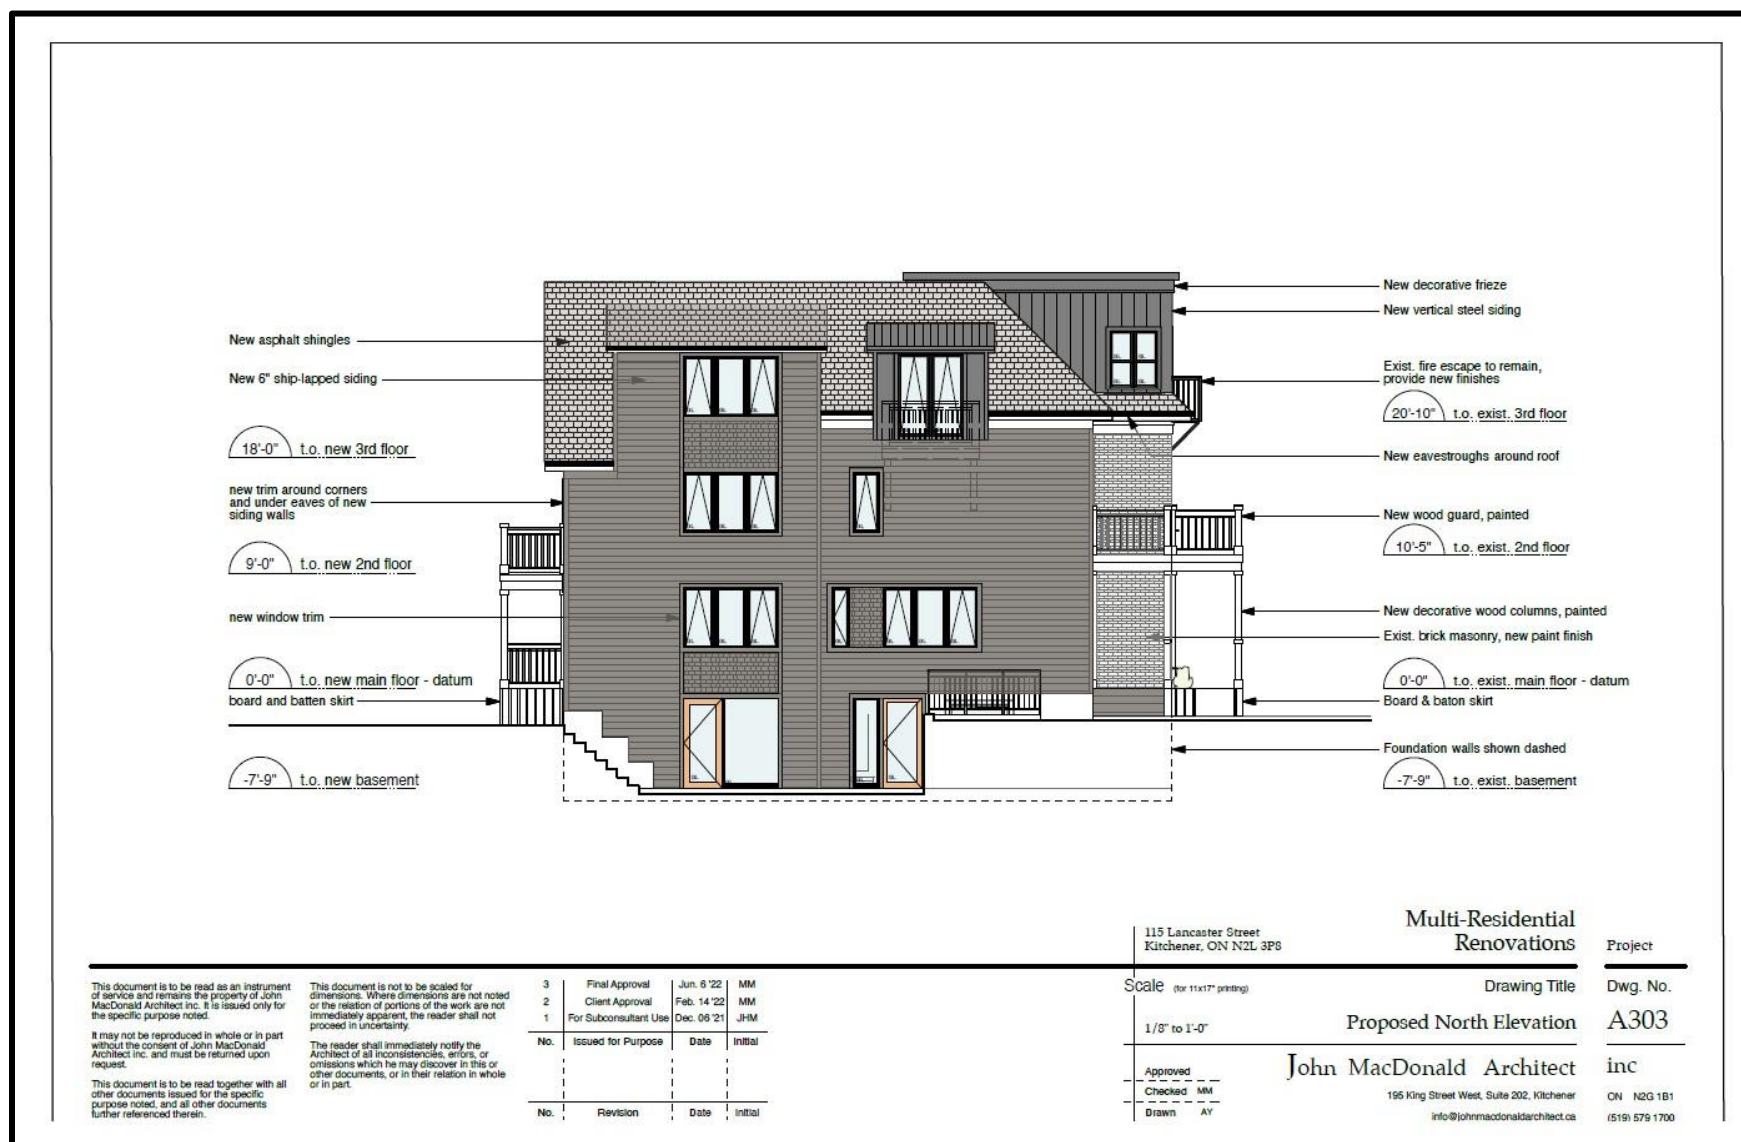 New asphalt shingles
New 6" ship-lapped siding
18'-0" t.o. new 3rd floor
new trim around corners
and under eaves of new
siding walls
9'-0" t.o. new 2nd floor
new window trim
0'-0" t.o. new main floor - datum
board and batten skirt
-7'-9" t.o. new basement
New decorative frieze
New vertical steel siding
Exist. fire escape to remain,
provide new finishes
20'-10" t.o. exist. 3rd floor
New eavestroughs around roof
New wood guard, painted
10'-5" t.o. exist. 2nd floor
New decorative wood columns, painted
Exist. brick masonry, new paint finish
0'-0" t.o. exist. main floor - datum
Board & baton skirt
Foundation walls shown dashed
-7'-9" t.o. exist. basement
This document is to be read as an instrument
of service and remains the property of John
MacDonald Architect inc. It is issued only for
the specific purpose noted.
It may not be reproduced in whole or in part
without the consent of John MacDonald
Architect inc. and must be returned upon
request.
This document is to be read together with all
other documents issued for the specific
purpose noted, and all other documents
further referenced therein.
This document is not to be scaled for
dimensions. Where dimensions are not noted
or the relation of portions of the work are not
immediately apparent, the reader shall not
proceed in uncertainty.
The reader shall immediately notify the
Architect of all inconsistencies, errors, or
omissions which he may discover in this or
other documents, or in their relation in whole
or in part.
3 Final Approval Jun. 6 '22 MM
2 Client Approval Feb. 14 '22 MM
1 For Subconsultant Use Dec. 06 '21 JHM
No. Issued for Purpose Date Initial
No. Revision Date Initial
115 Lancaster Street
Kitchener, ON N2L 3P8
Multi-Residential
Renovations
Project
Scale (for 11x17" printing)
Drawing Title
Dwg. No.
1/8" to 1'-0"
Proposed North Elevation
A303
John MacDonald Architect inc
Approved
Checked MM
Drawn AY
195 King Street West, Suite 202, Kitchener ON N2G 1B1
info@johnmacdonaldarchitect.ca (519) 579 1700